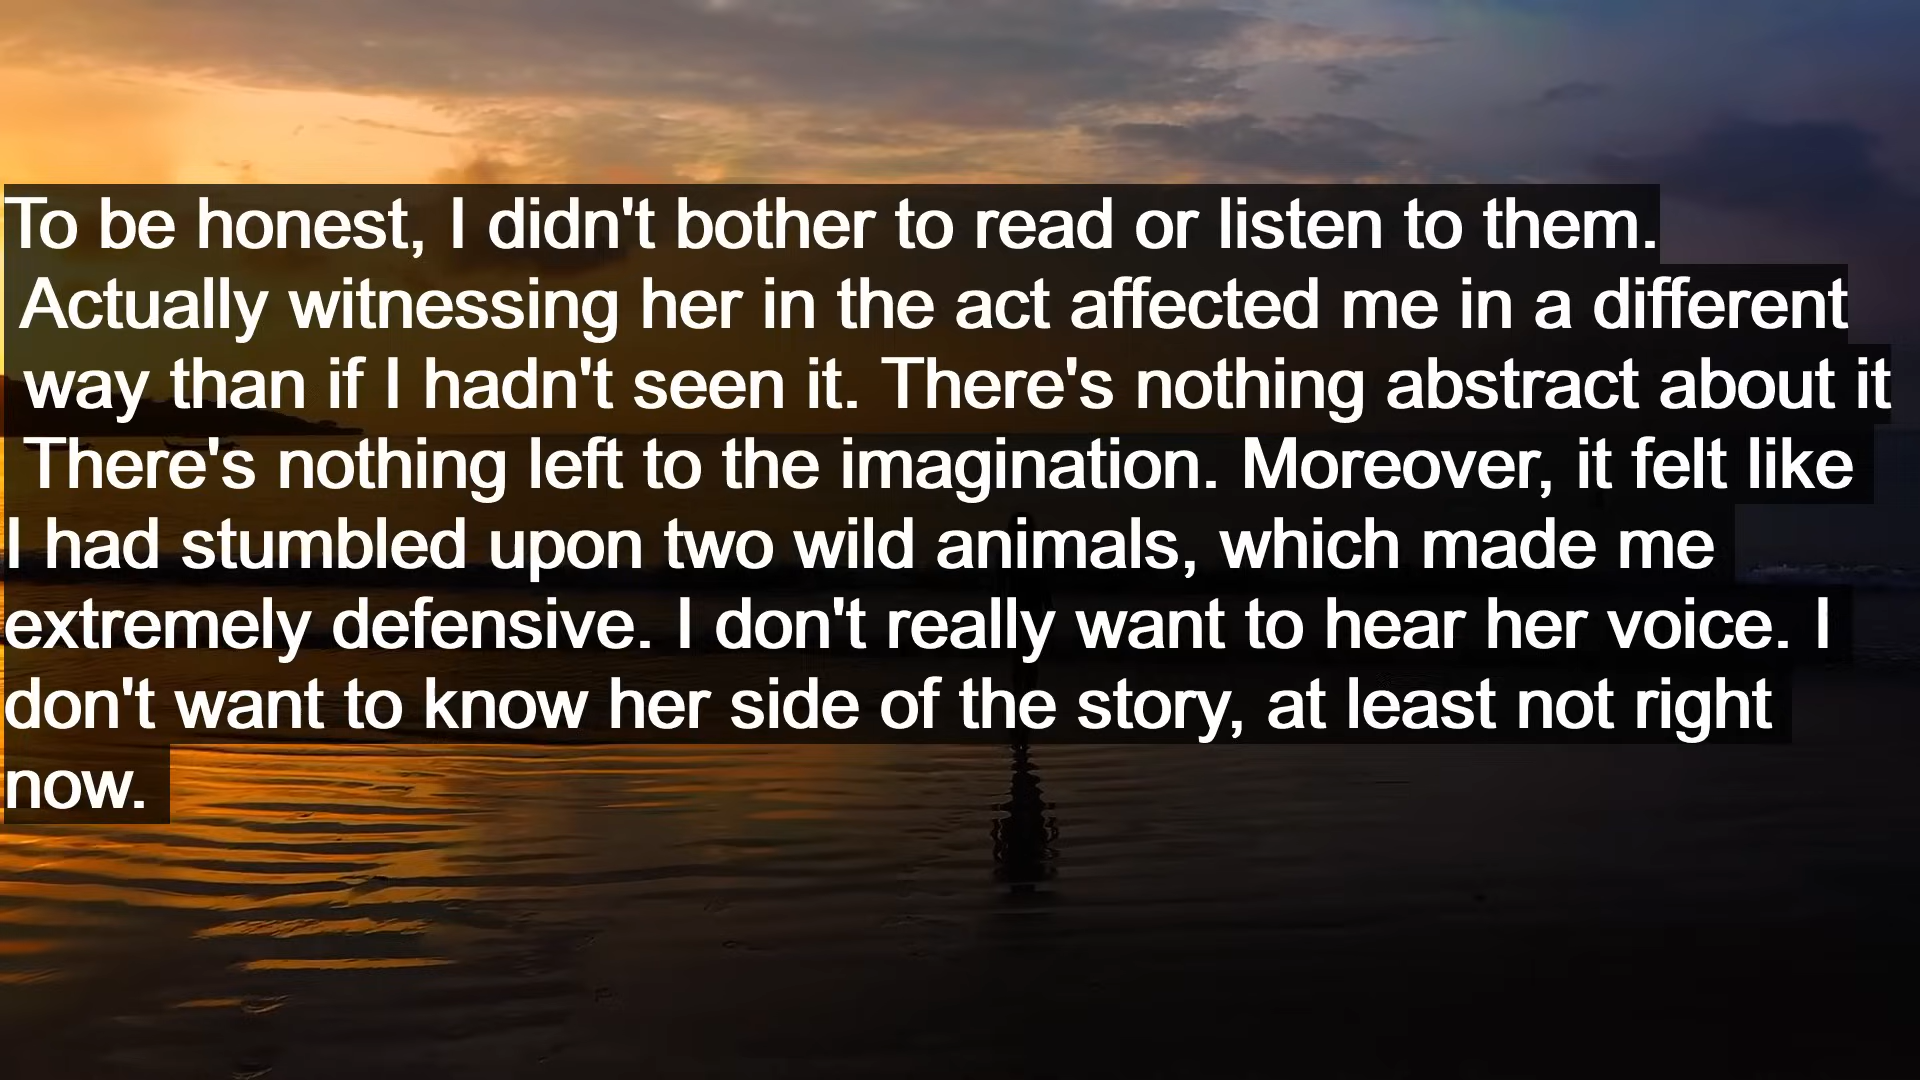 To be honest, I didn't bother to read or listen to them.
Actually witnessing her in the act affected me in a different
way than if I hadn't seen it. There's nothing abstract about it
There's nothing left to the imagination. Moreover, it felt like
I had stumbled upon two wild animals, which made me
extremely defensive. I don't really want to hear her voice. I
don't want to know her side of the story, at least not right
now.